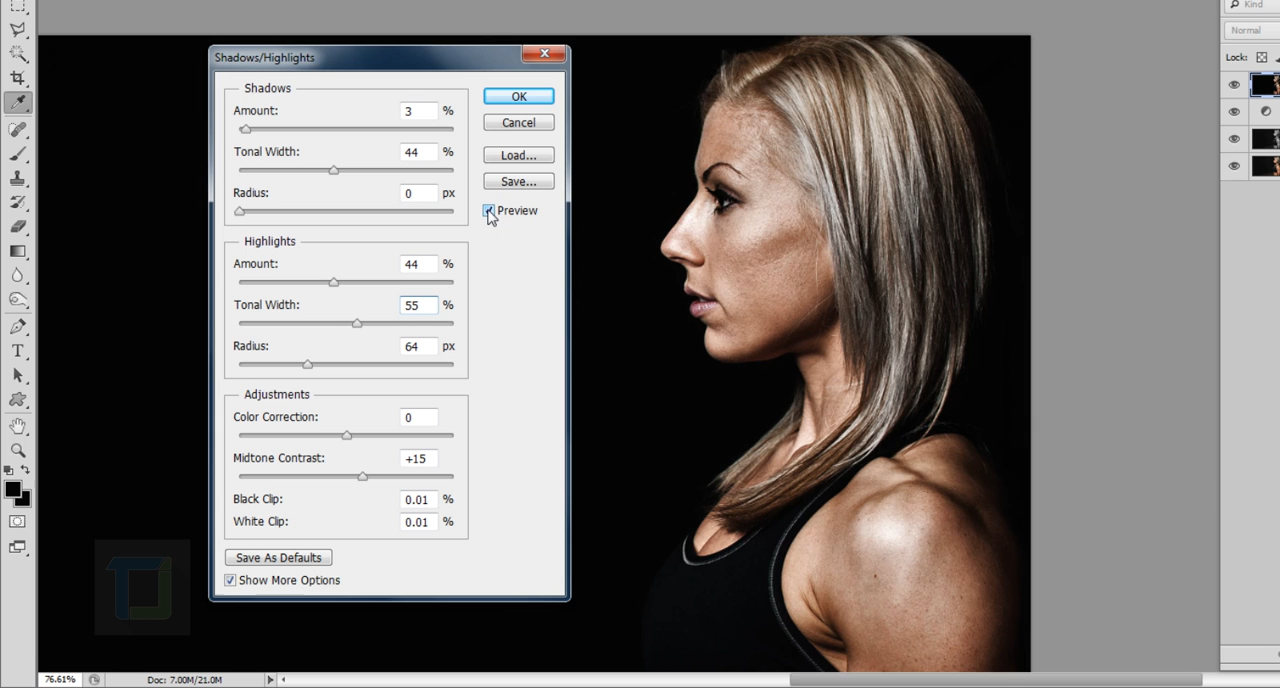 Kind
Shadows/Highlights
Normal
Shadows
OK
Amount: 3 %
Cancel
Lock:
Tonal Width: 44 %
Load...
Save...
Radius: 0 px
Preview
Highlights
Amount: 44 %
Tonal Width: 55 %
Radius: 64 px
Adjustments
Color Correction: 0
Midtone Contrast: +15
Black Clip: 0.01 %
White Clip: 0.01 %
Save As Defaults
Show More Options
T
76.61% Doc: 7.00M/21.0M